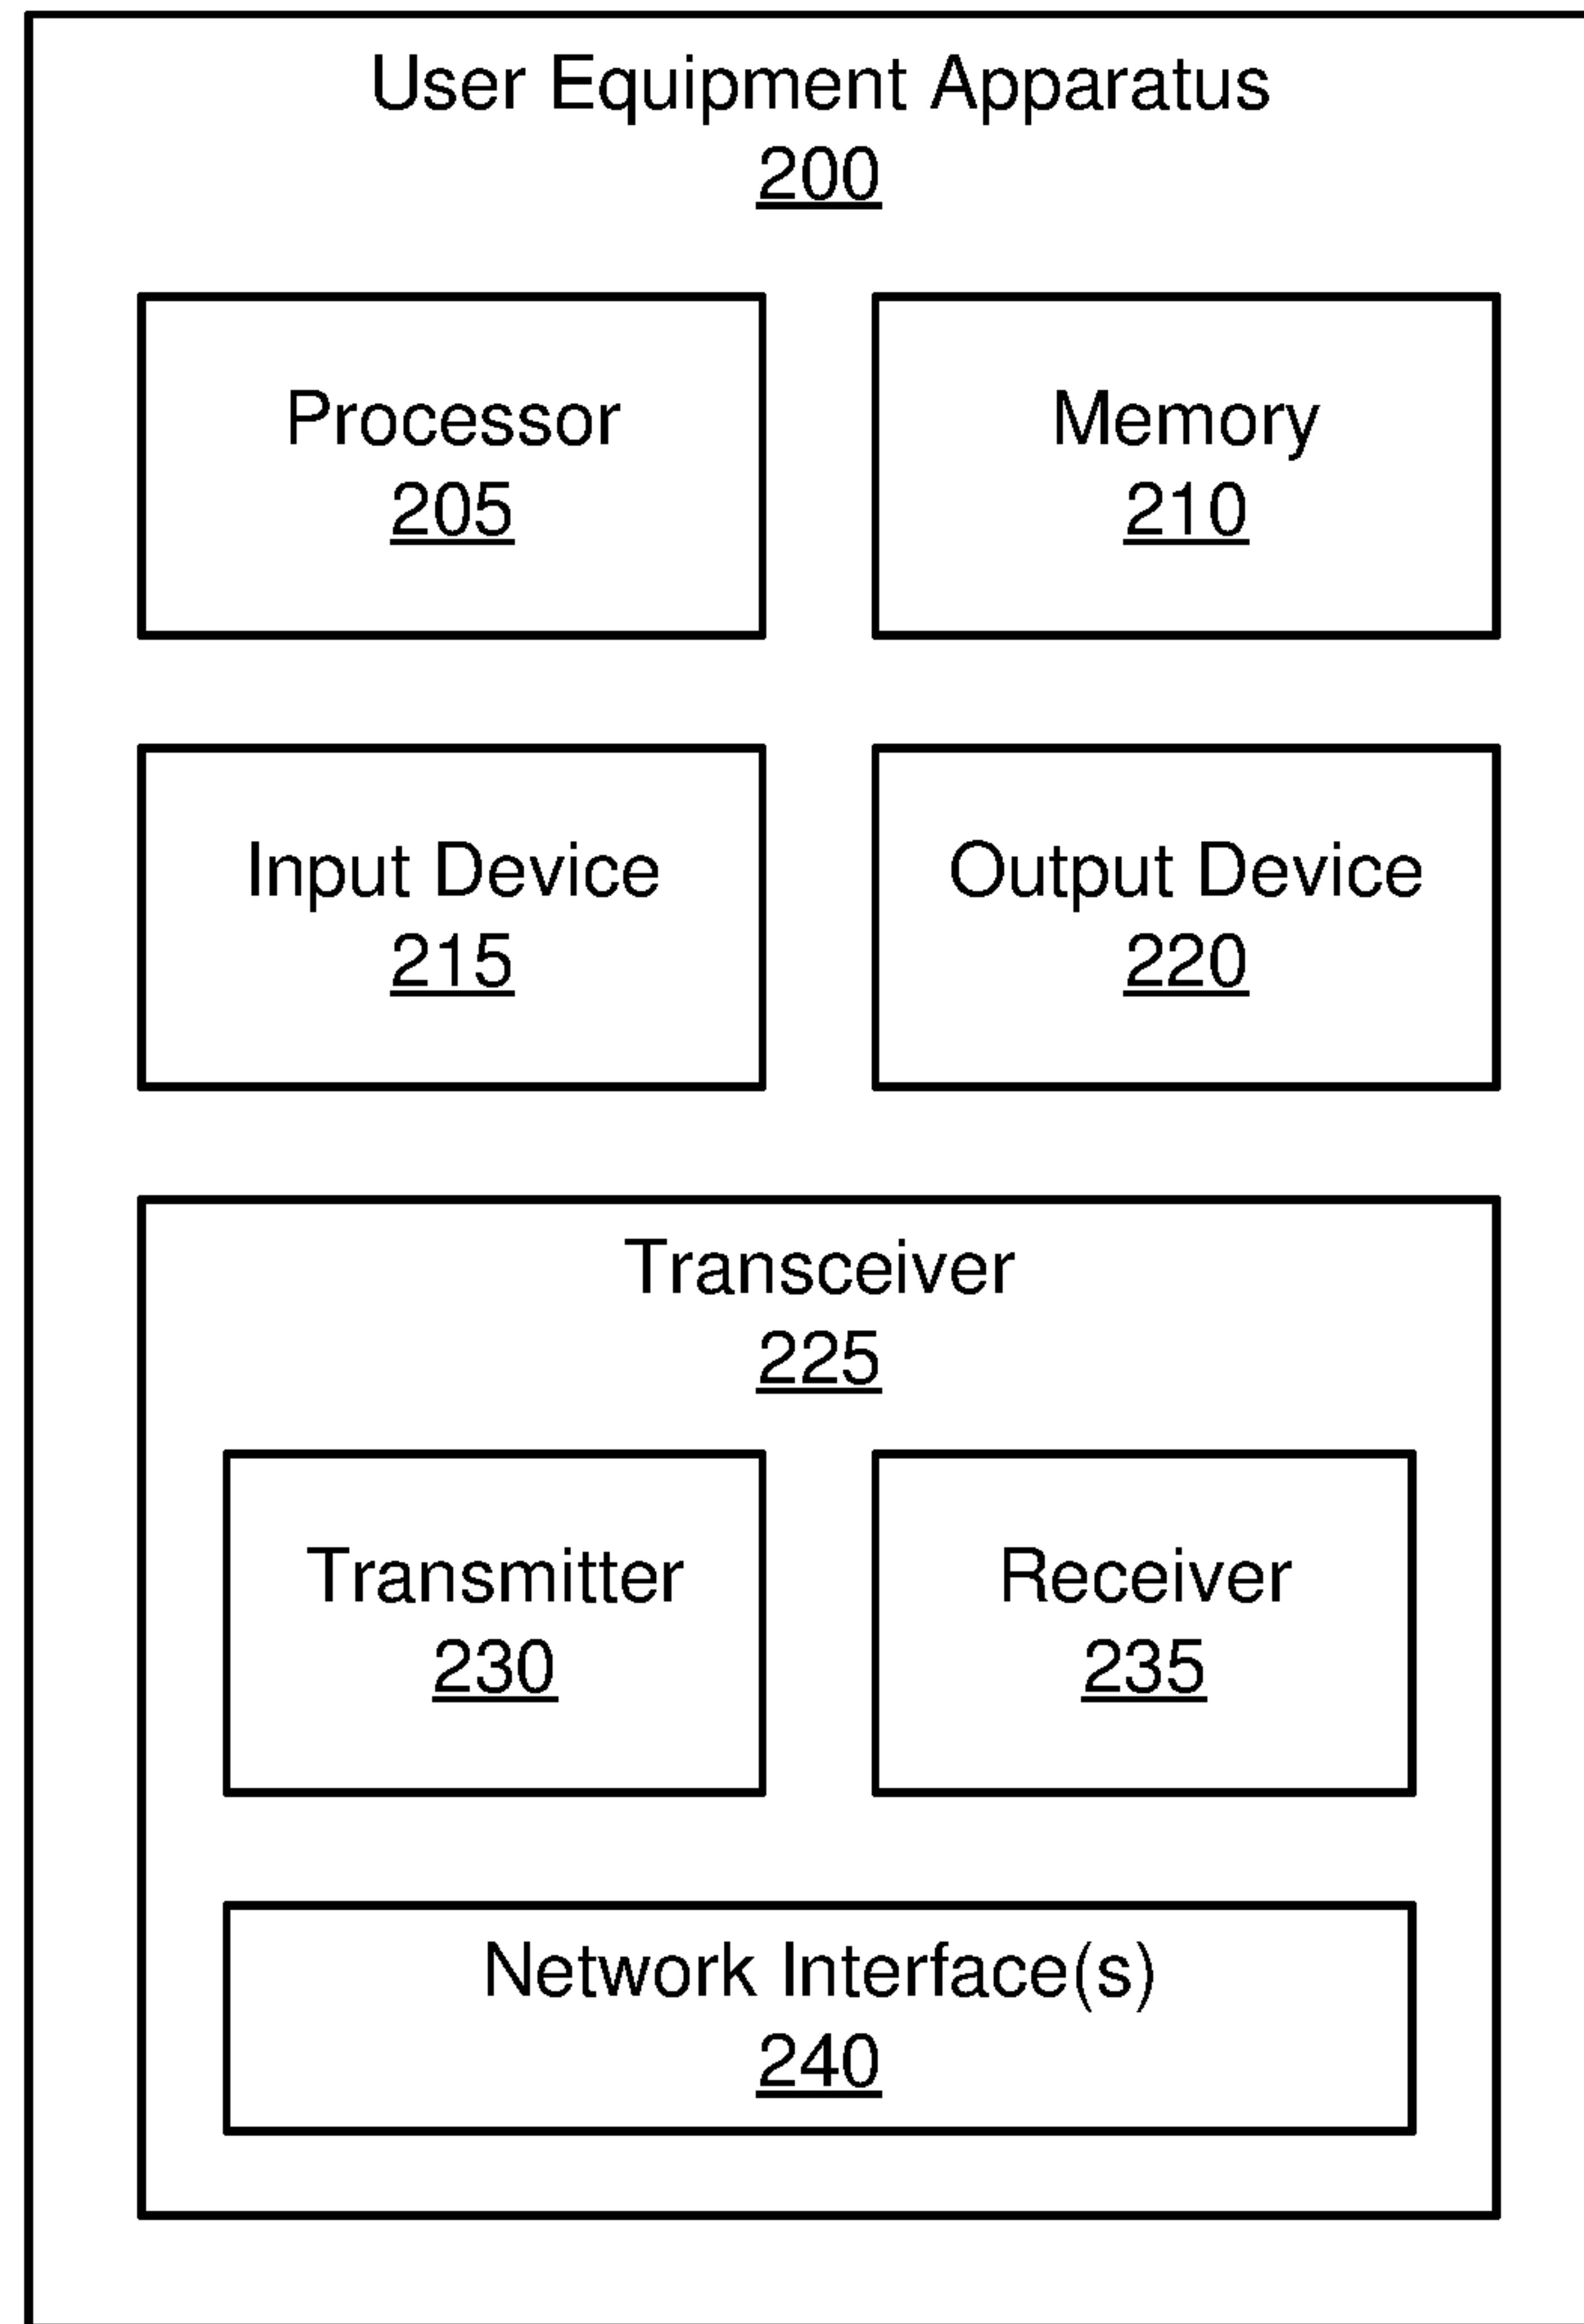 User Equipment Apparatus
200
Processor
205
Memory
210
Input Device
215
Output Device
220
Transceiver
225
Transmitter
230
Receiver
235
Network Interface(s)
240